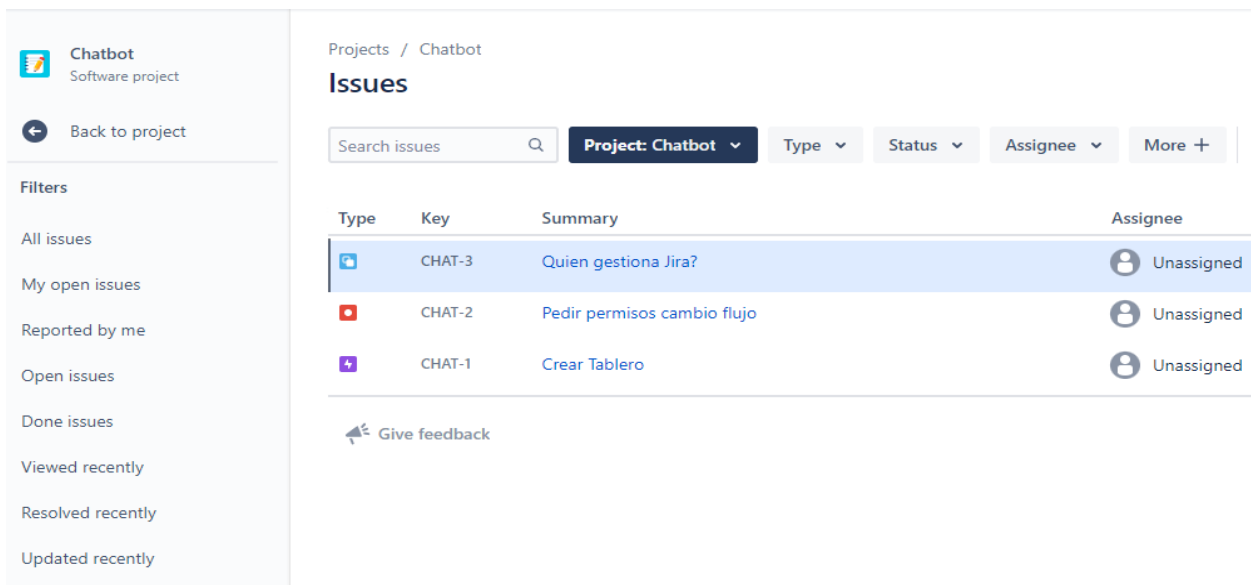 Chatbot
Software project
Back to project
Filters
All issues
My open issues
Reported by me
Open issues
Done issues
Viewed recently
Resolved recently
Updated recently
Projects / Chatbot
Issues
Search issues
Project: Chatbot
Type
Status
Assignee
More +
Type Key Summary Assignee
CHAT-3 Quien gestiona Jira? Unassigned
CHAT-2 Pedir permisos cambio flujo Unassigned
CHAT-1 Crear Tablero Unassigned
Give feedback